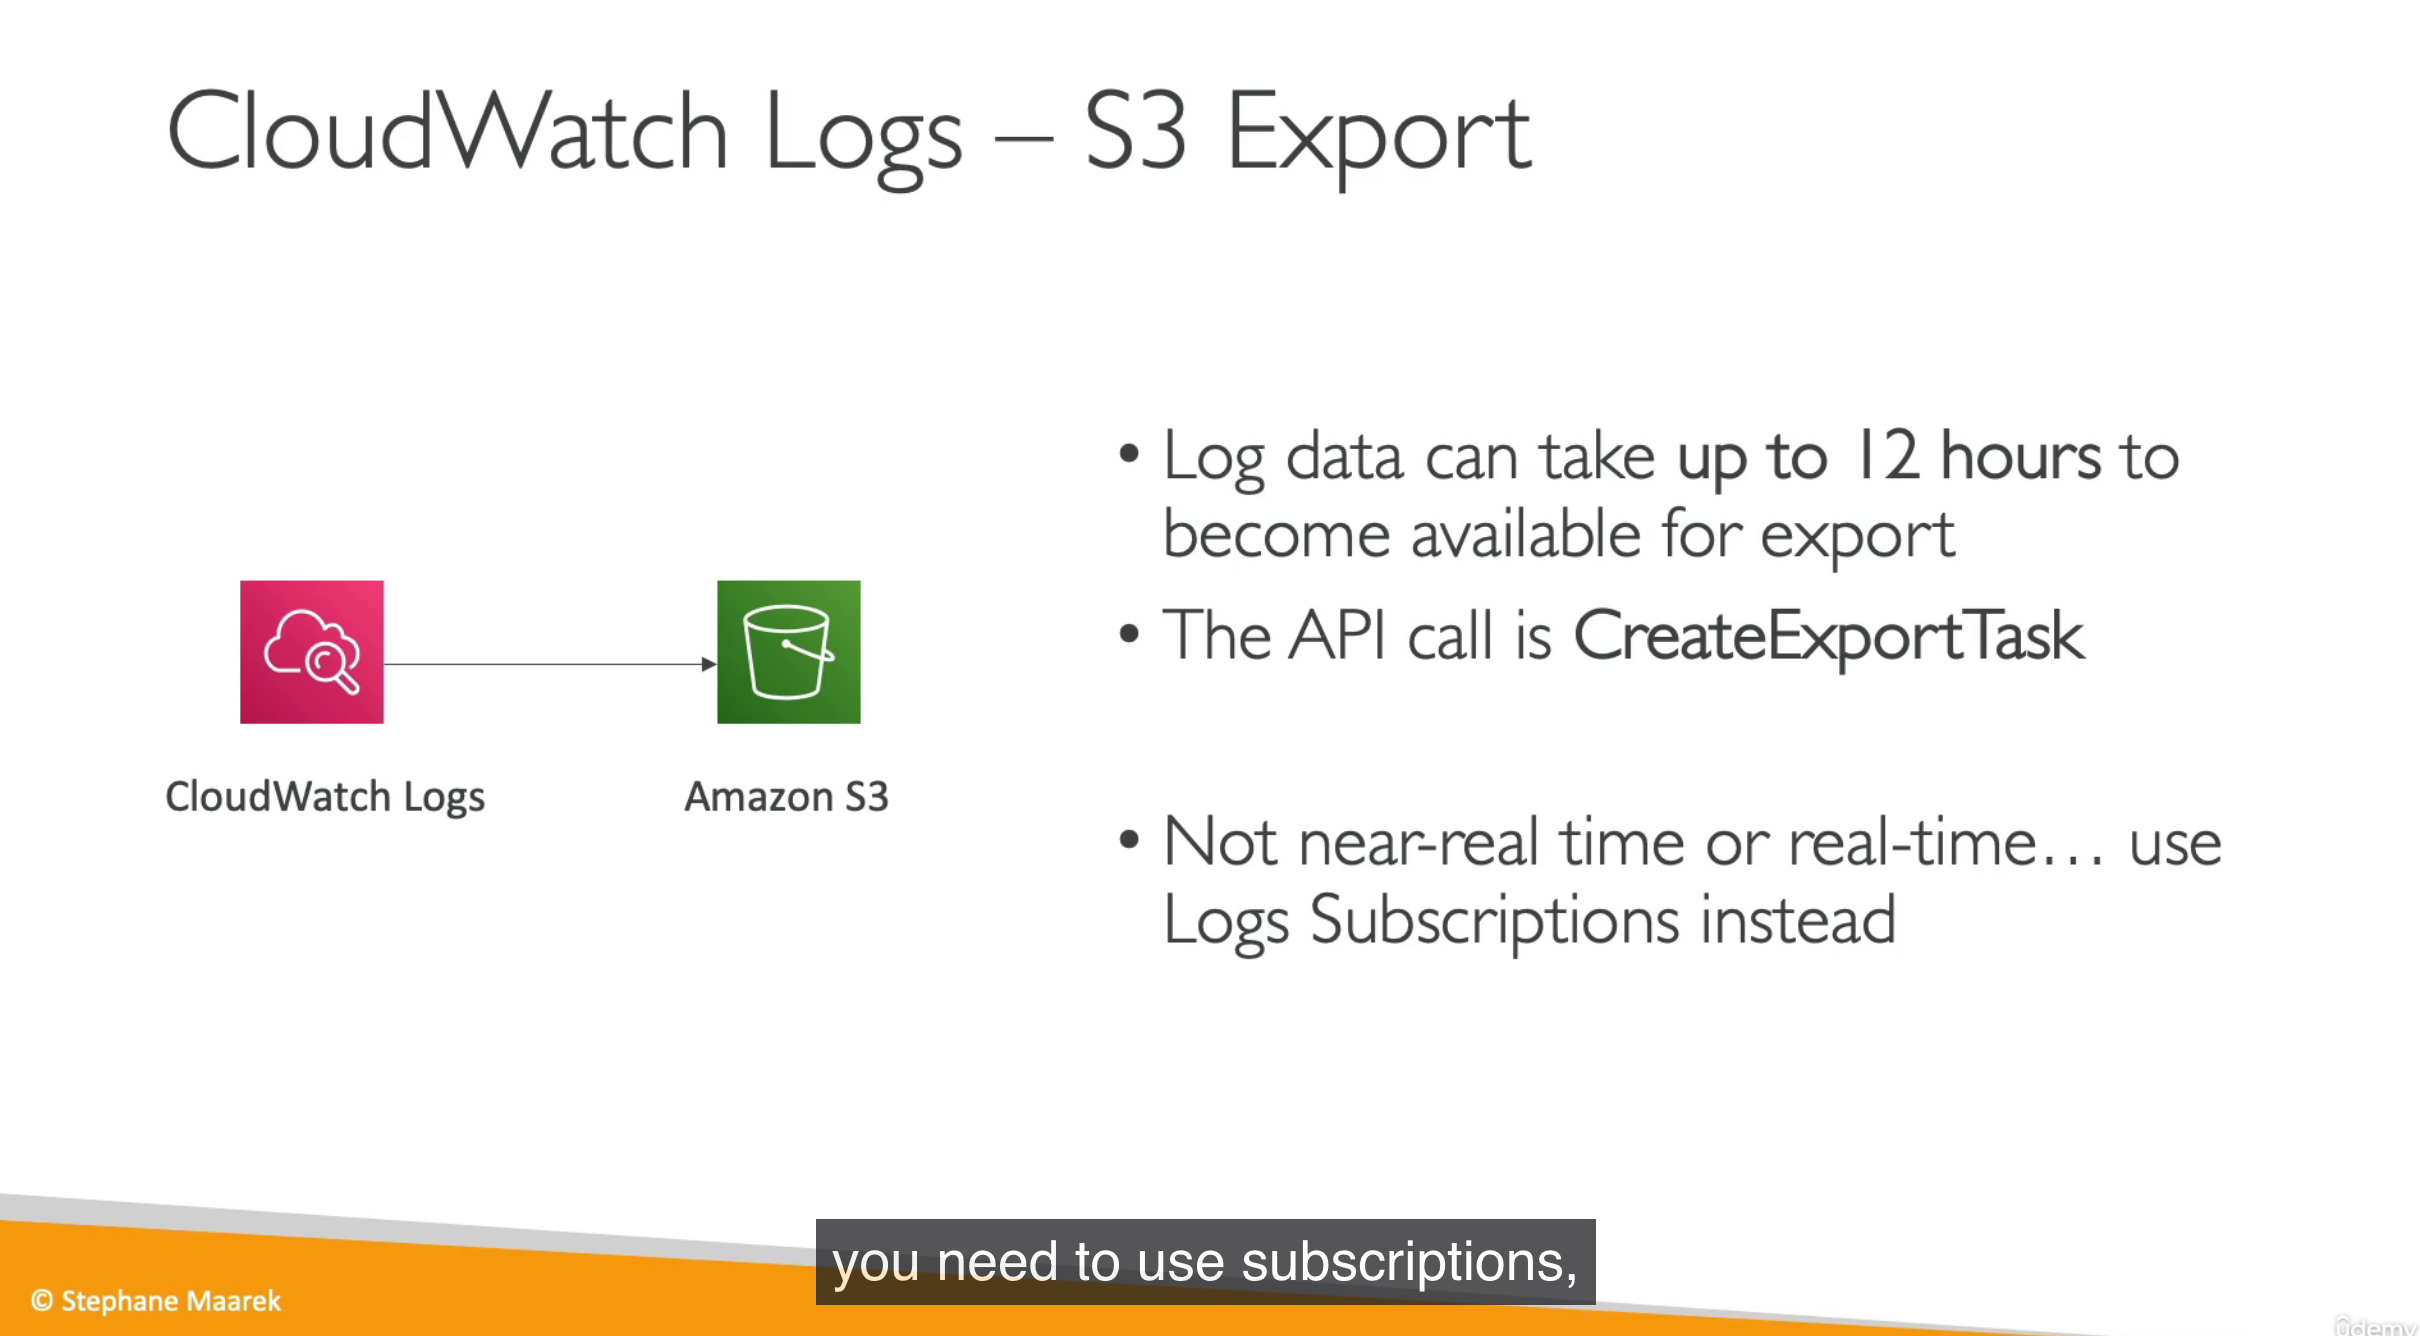 CloudWatch Logs – S3 Export
• Log data can take up to 12 hours to
become available for export
• The API call is CreateExportTask
CloudWatch Logs
Amazon S3
• Not near-real time or real-time… use
Logs Subscriptions instead
you need to use subscriptions,
© Stephane Maarek
ûdemy